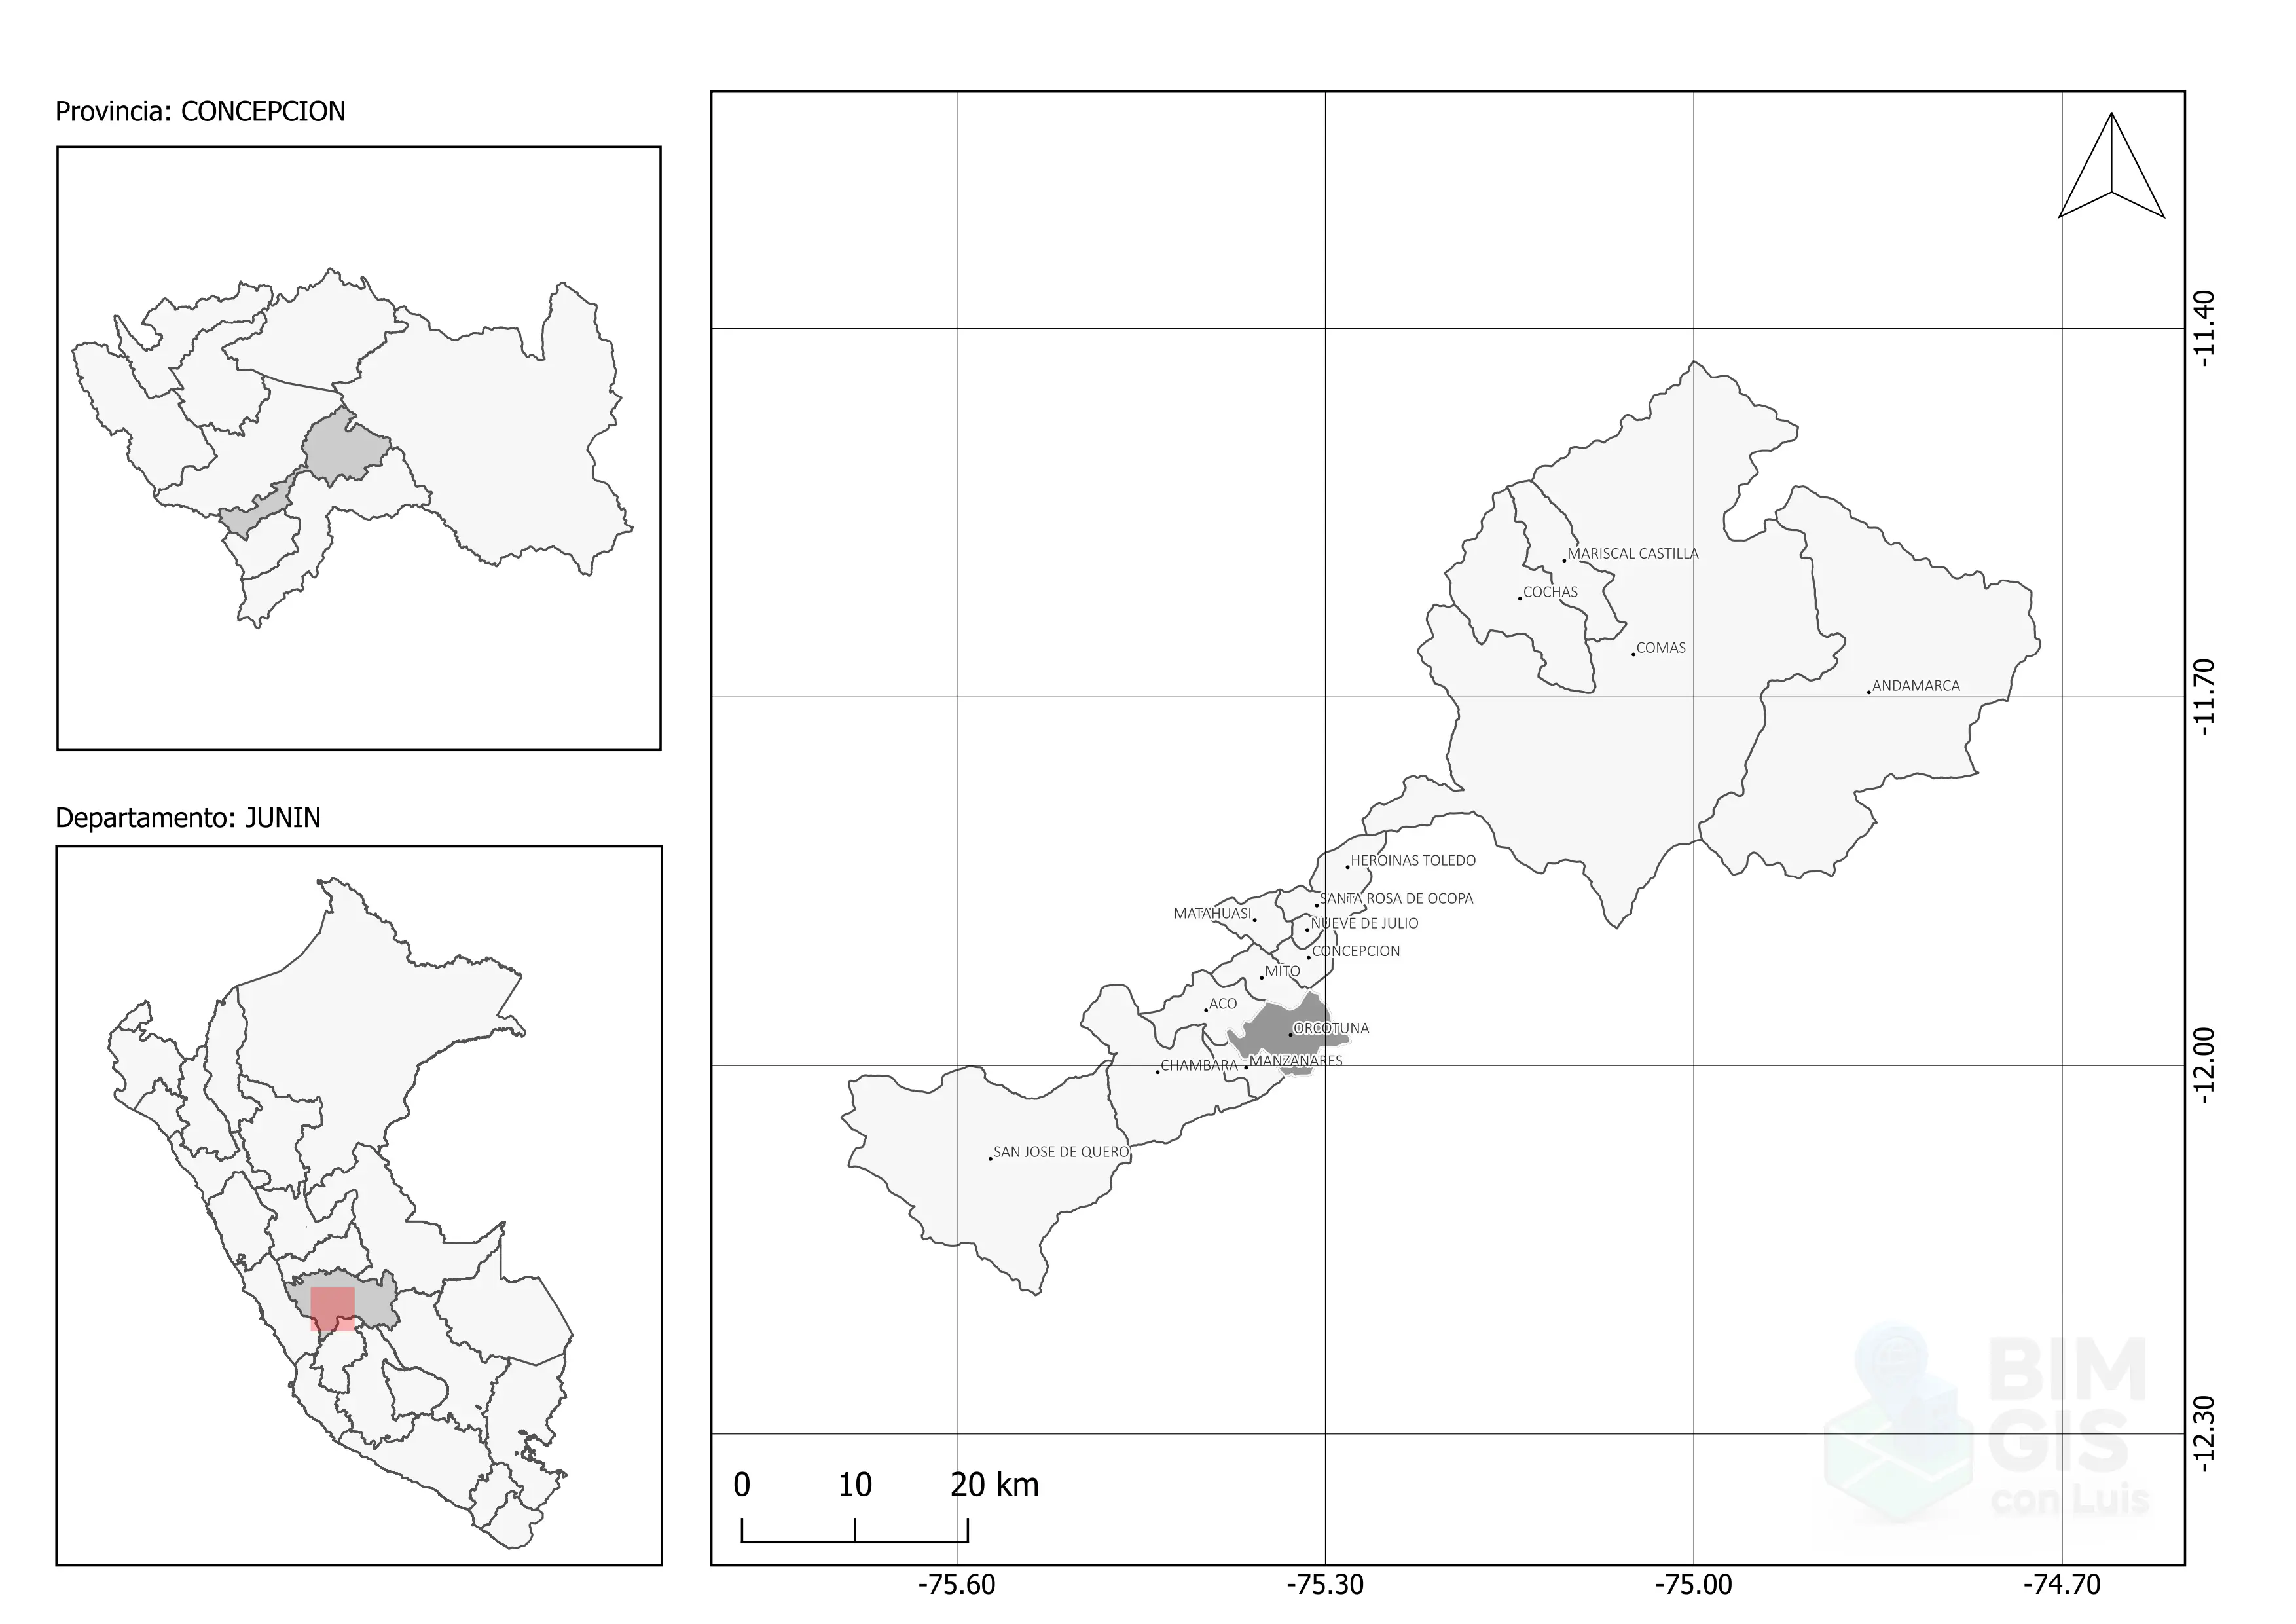 Provincia: CONCEPCION
Departamento: JUNIN
MARISCAL CASTILLA
COCHAS
COMAS
ANDAMARCA
HEROINAS TOLEDO
SANTA ROSA DE OCOPA
MATAHUASI
NUEVE DE JULIO
CONCEPCION
MITO
ACO
ORCOTUNA
MANZANARES
CHAMBARA
SAN JOSE DE QUERO
-11.40
-11.70
-12.00
-12.30
0 10 20 km
-75.60 -75.30 -75.00 -74.70
BIM
GIS
con Luis